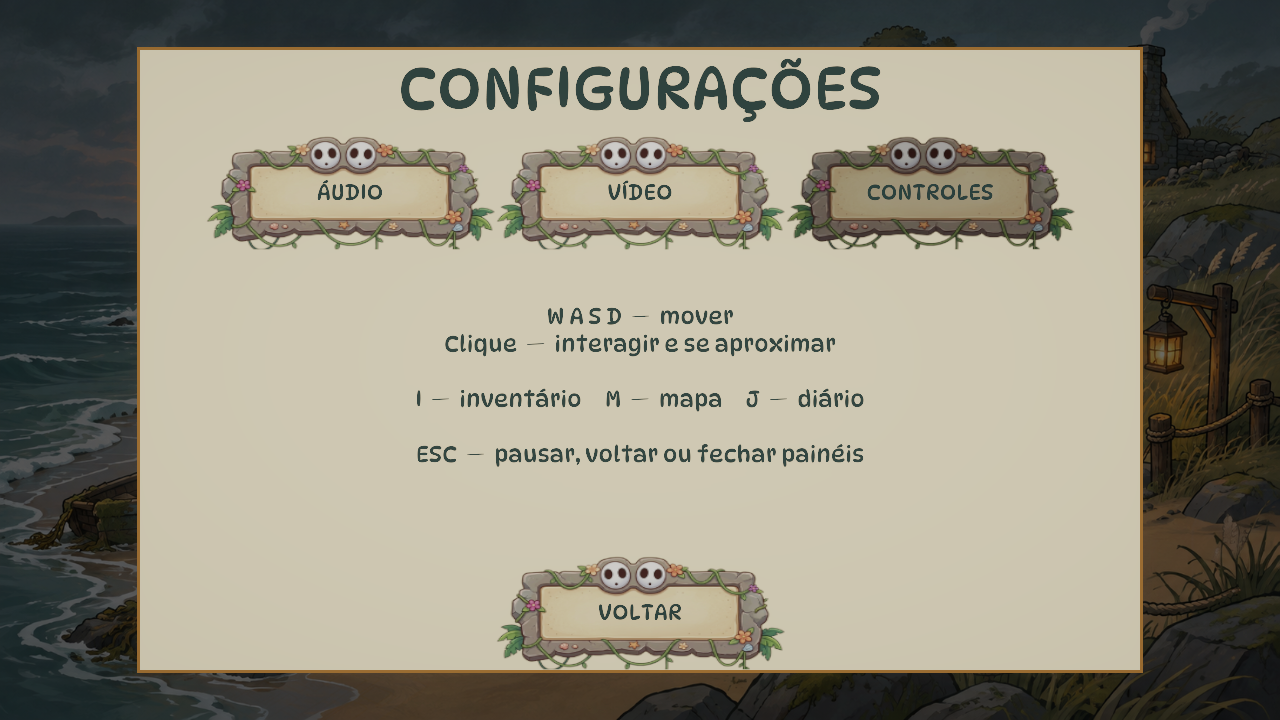 CONFIGURAÇÕES
ÁUDIO
VÍDEO
CONTROLES
W A S D — mover
Clique — interagir e se aproximar
I — inventário M — mapa J — diário
ESC — pausar, voltar ou fechar painéis
VOLTAR